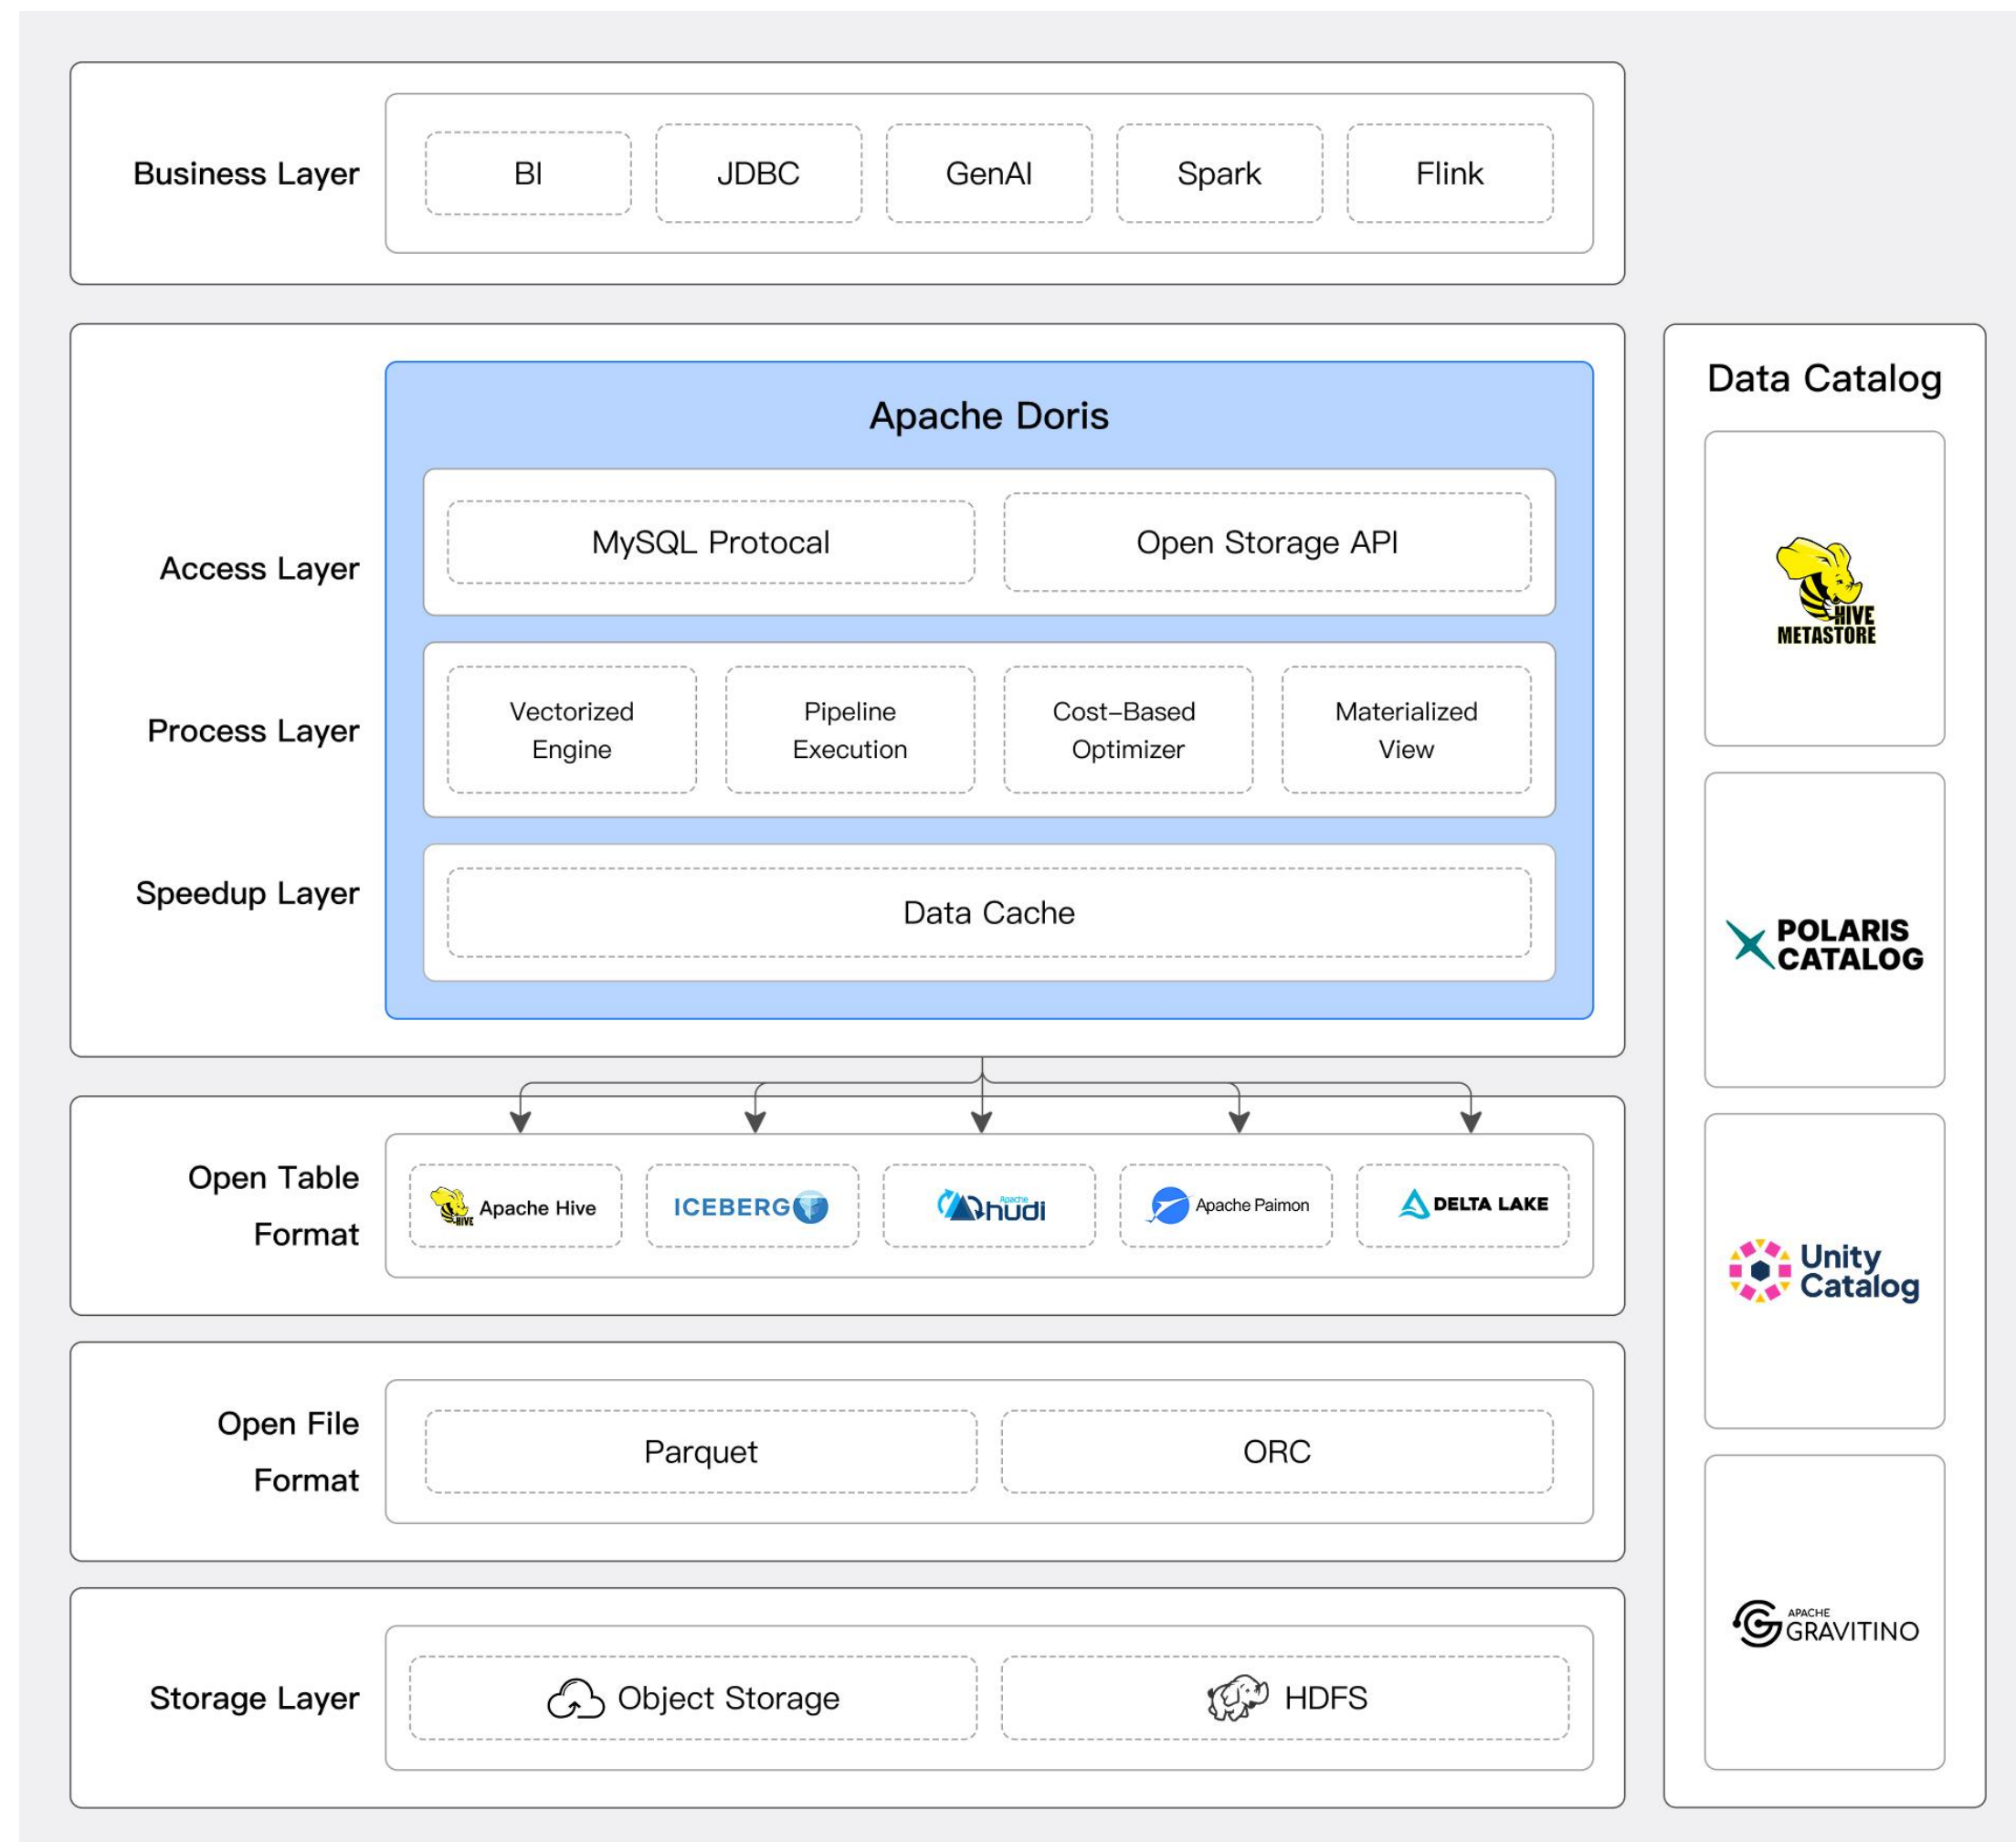 Business Layer
BI
JDBC
GenAI
Spark
Flink
Apache Doris
Access Layer
MySQL Protocal
Open Storage API
Process Layer
Vectorized
Engine
Pipeline
Execution
Cost-Based
Optimizer
Materialized
View
Speedup Layer
Data Cache
Open Table
Format
HIVE
Apache Hive
ICEBERG
Apache
hudi
Apache Paimon
DELTA LAKE
Open File
Format
Parquet
ORC
Storage Layer
Object Storage
HDFS
Data Catalog
HIVE
METASTORE
POLARIS
CATALOG
Unity
Catalog
APACHE
GRAVITINO